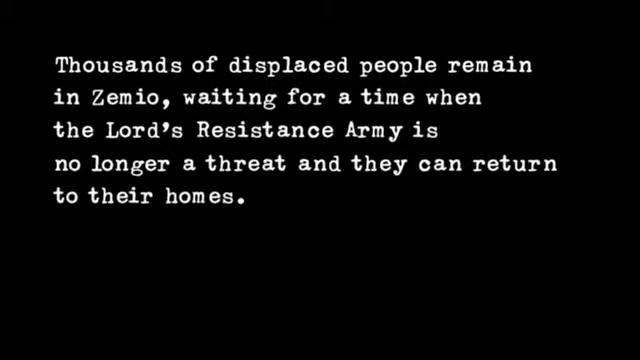 Thousands of displaced people remain
in Zemio, waiting for a time when
the Lord's Resistance Army is
no longer a threat and they can return
to their homes.